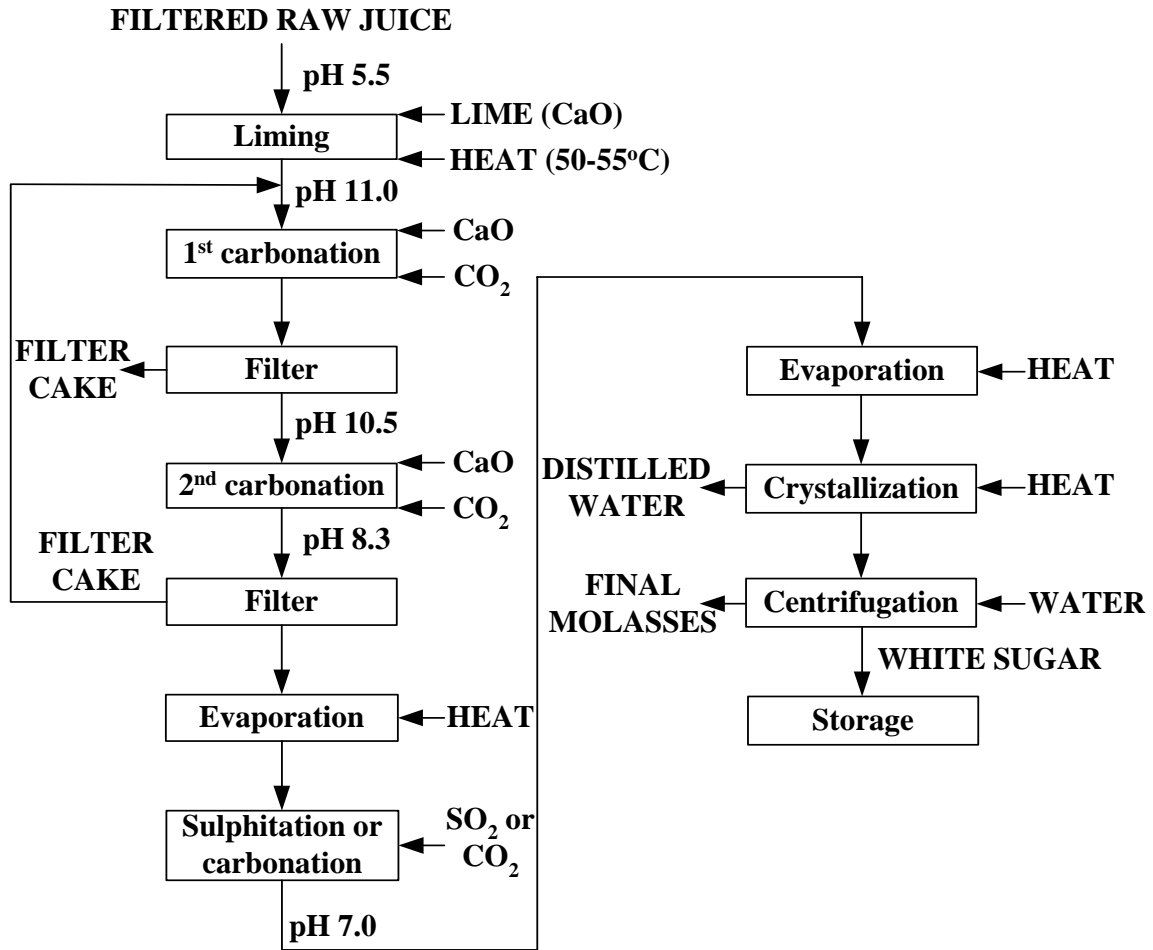 FILTERED RAW JUICE
pH 5.5
LIME (CaO)
Liming
HEAT (50-55°C)
pH 11.0
CaO
1st carbonation
CO2
FILTER
CAKE
Filter
pH 10.5
CaO
2nd carbonation
CO2
pH 8.3
FILTER
CAKE
Filter
Evaporation
HEAT
Sulphitation or
carbonation
SO2 or
CO2
pH 7.0
Evaporation
HEAT
DISTILLED
WATER
Crystallization
HEAT
FINAL
MOLASSES
Centrifugation
WATER
WHITE SUGAR
Storage